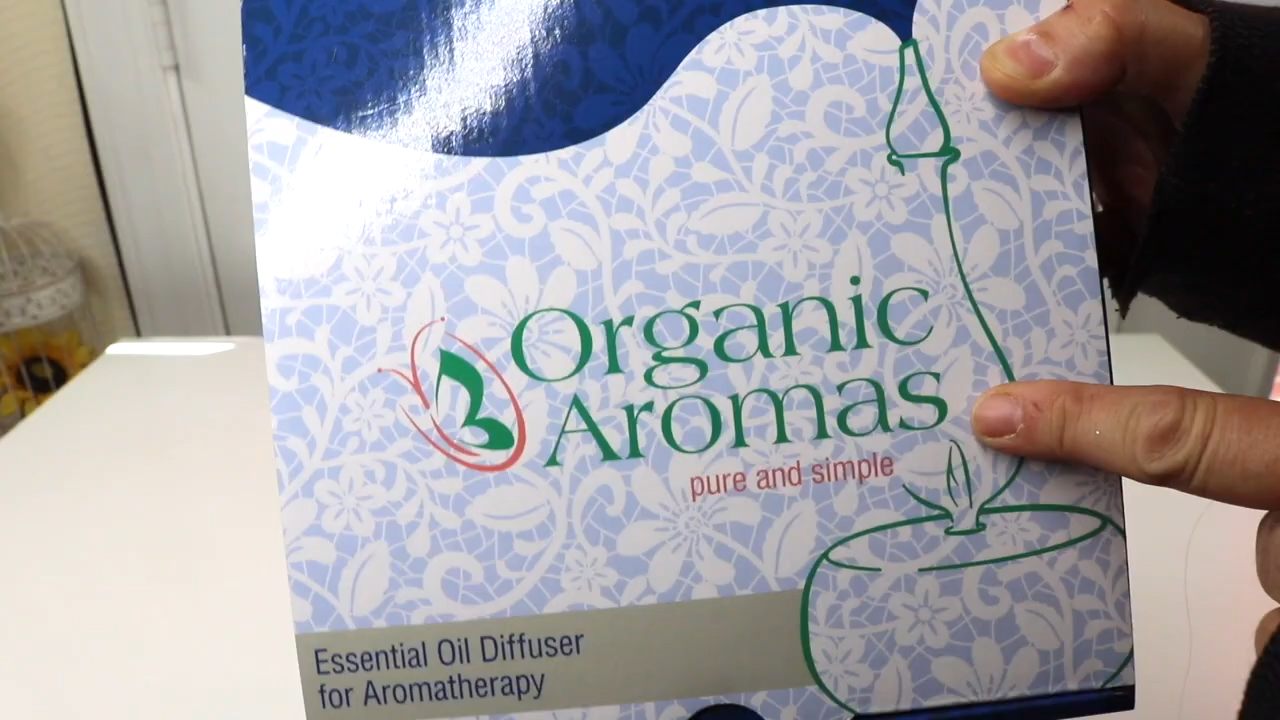 Organic
Aromas
pure and simple
Essential Oil Diffuser
for Aromatherapy